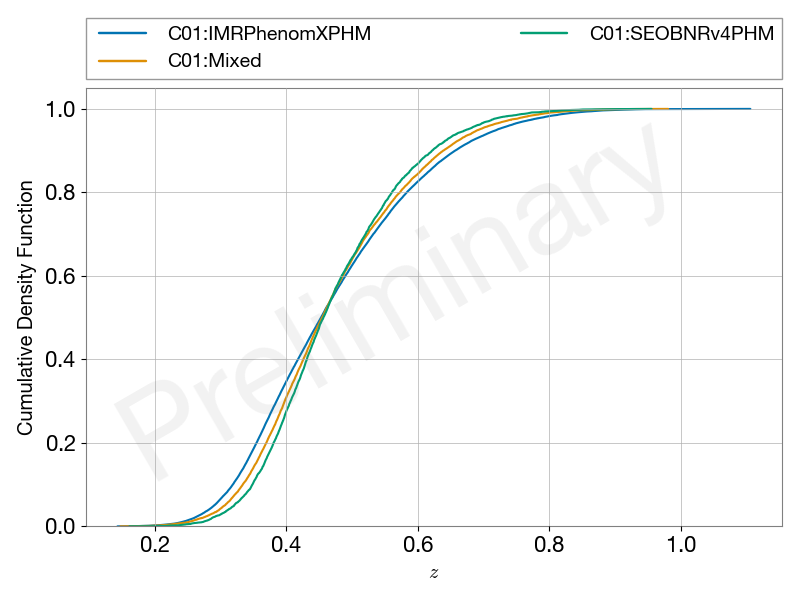 C01:IMRPhenomXPHM
C01:SEOBNRv4PHM
C01:Mixed
1.0
0.8
0.6
0.4
0.2
0.0
Cumulative Density Function
Preliminary
0.2 0.4 0.6 0.8 1.0
z